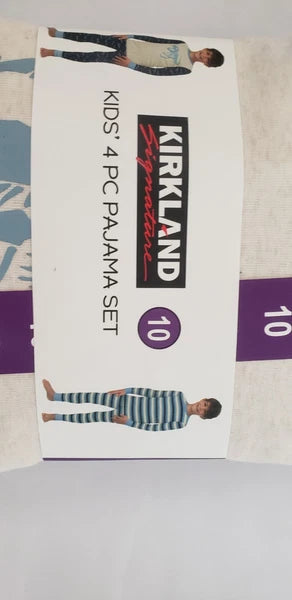 KIRKLAND
Signature
KIDS' 4 PC PAJAMA SET
10
10